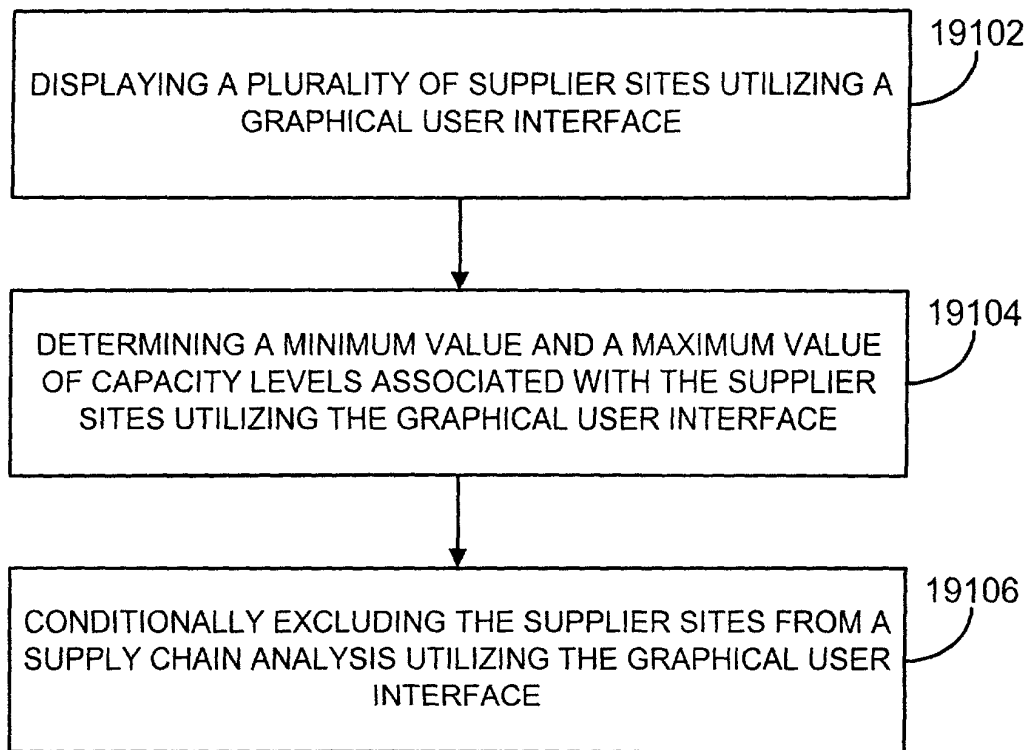 19102
DISPLAYING A PLURALITY OF SUPPLIER SITES UTILIZING A
GRAPHICAL USER INTERFACE
19104
DETERMINING A MINIMUM VALUE AND A MAXIMUM VALUE
OF CAPACITY LEVELS ASSOCIATED WITH THE SUPPLIER
SITES UTILIZING THE GRAPHICAL USER INTERFACE
19106
CONDITIONALLY EXCLUDING THE SUPPLIER SITES FROM A
SUPPLY CHAIN ANALYSIS UTILIZING THE GRAPHICAL USER
INTERFACE